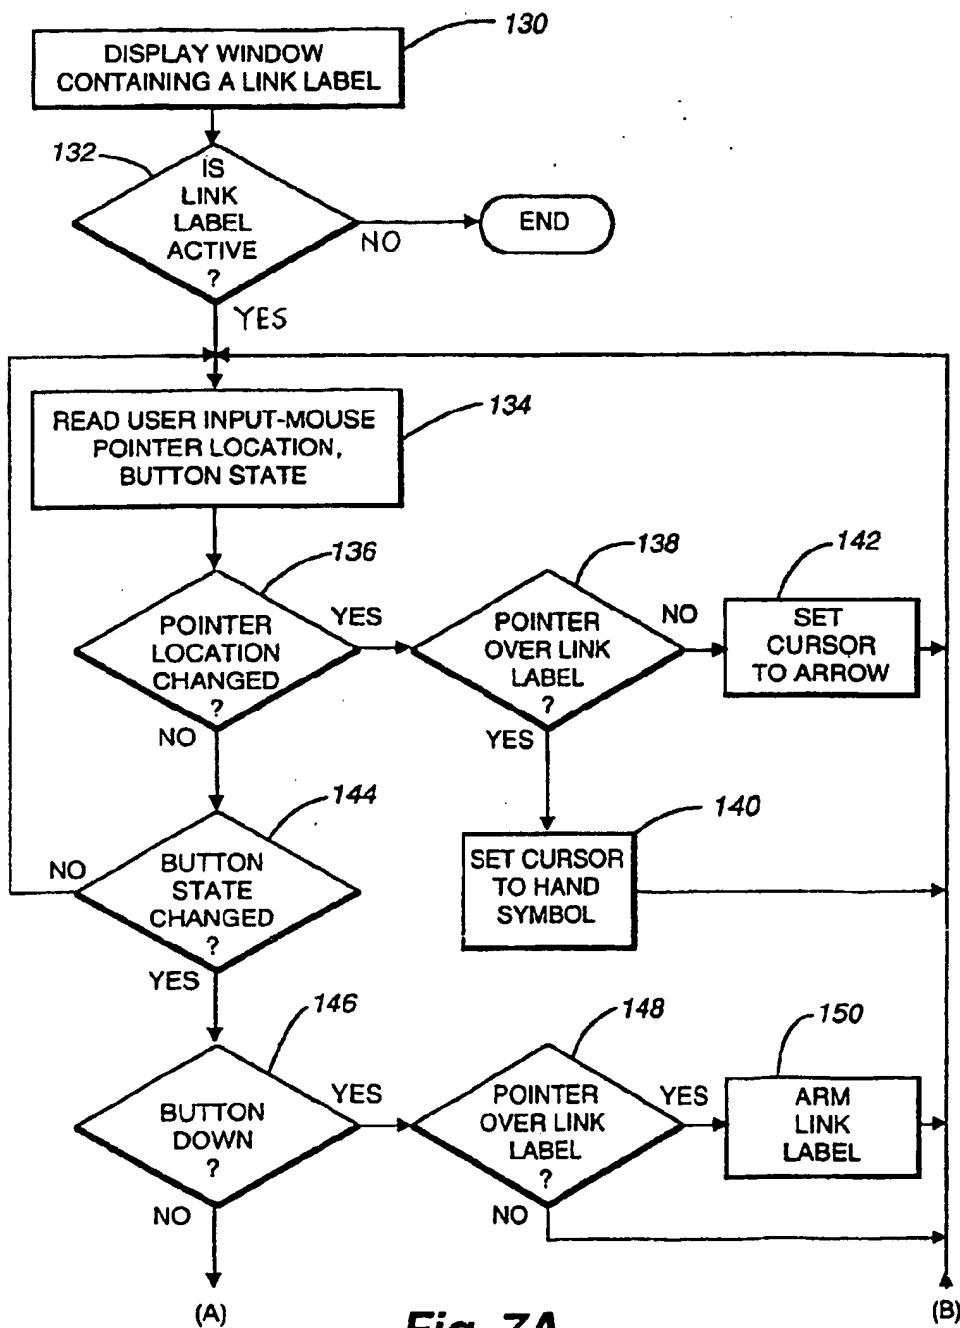 130
DISPLAY WINDOW
CONTAINING A LINK LABEL
132
IS
LINK
LABEL
ACTIVE
?
NO
END
YES
READ USER INPUT-MOUSE
POINTER LOCATION,
BUTTON STATE
134
136
POINTER
LOCATION
CHANGED
?
YES
NO
138
POINTER
OVER LINK
LABEL
?
NO
YES
142
SET
CURSOR
TO ARROW
144
BUTTON
STATE
CHANGED
?
NO
YES
140
SET CURSOR
TO HAND
SYMBOL
146
BUTTON
DOWN
?
YES
NO
148
POINTER
OVER LINK
LABEL
?
YES
NO
150
ARM
LINK
LABEL
(A)
Fig. 7A
(B)